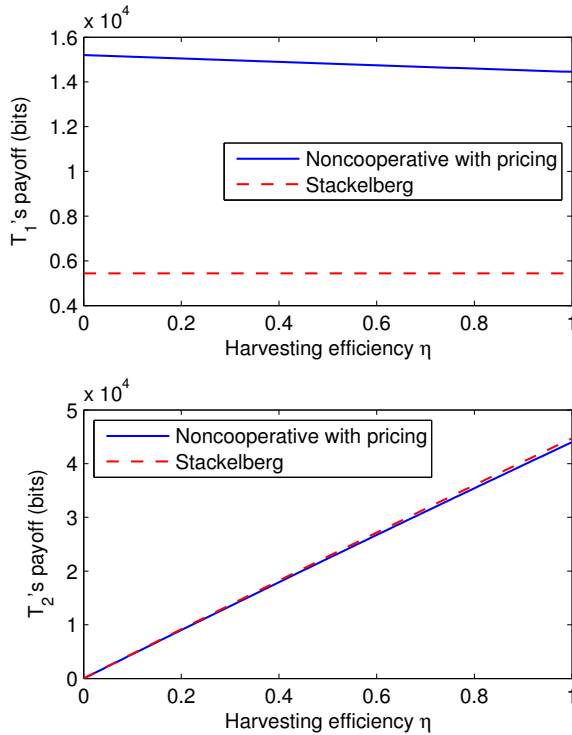 x 10^4
1.6
1.4
1.2
1
0.8
0.6
0.4
T_1's payoff (bits)
Noncooperative with pricing
Stackelberg
0 0.2 0.4 0.6 0.8 1
Harvesting efficiency η
x 10^4
5
4
3
2
1
0
T_2's payoff (bits)
Noncooperative with pricing
Stackelberg
0 0.2 0.4 0.6 0.8 1
Harvesting efficiency η